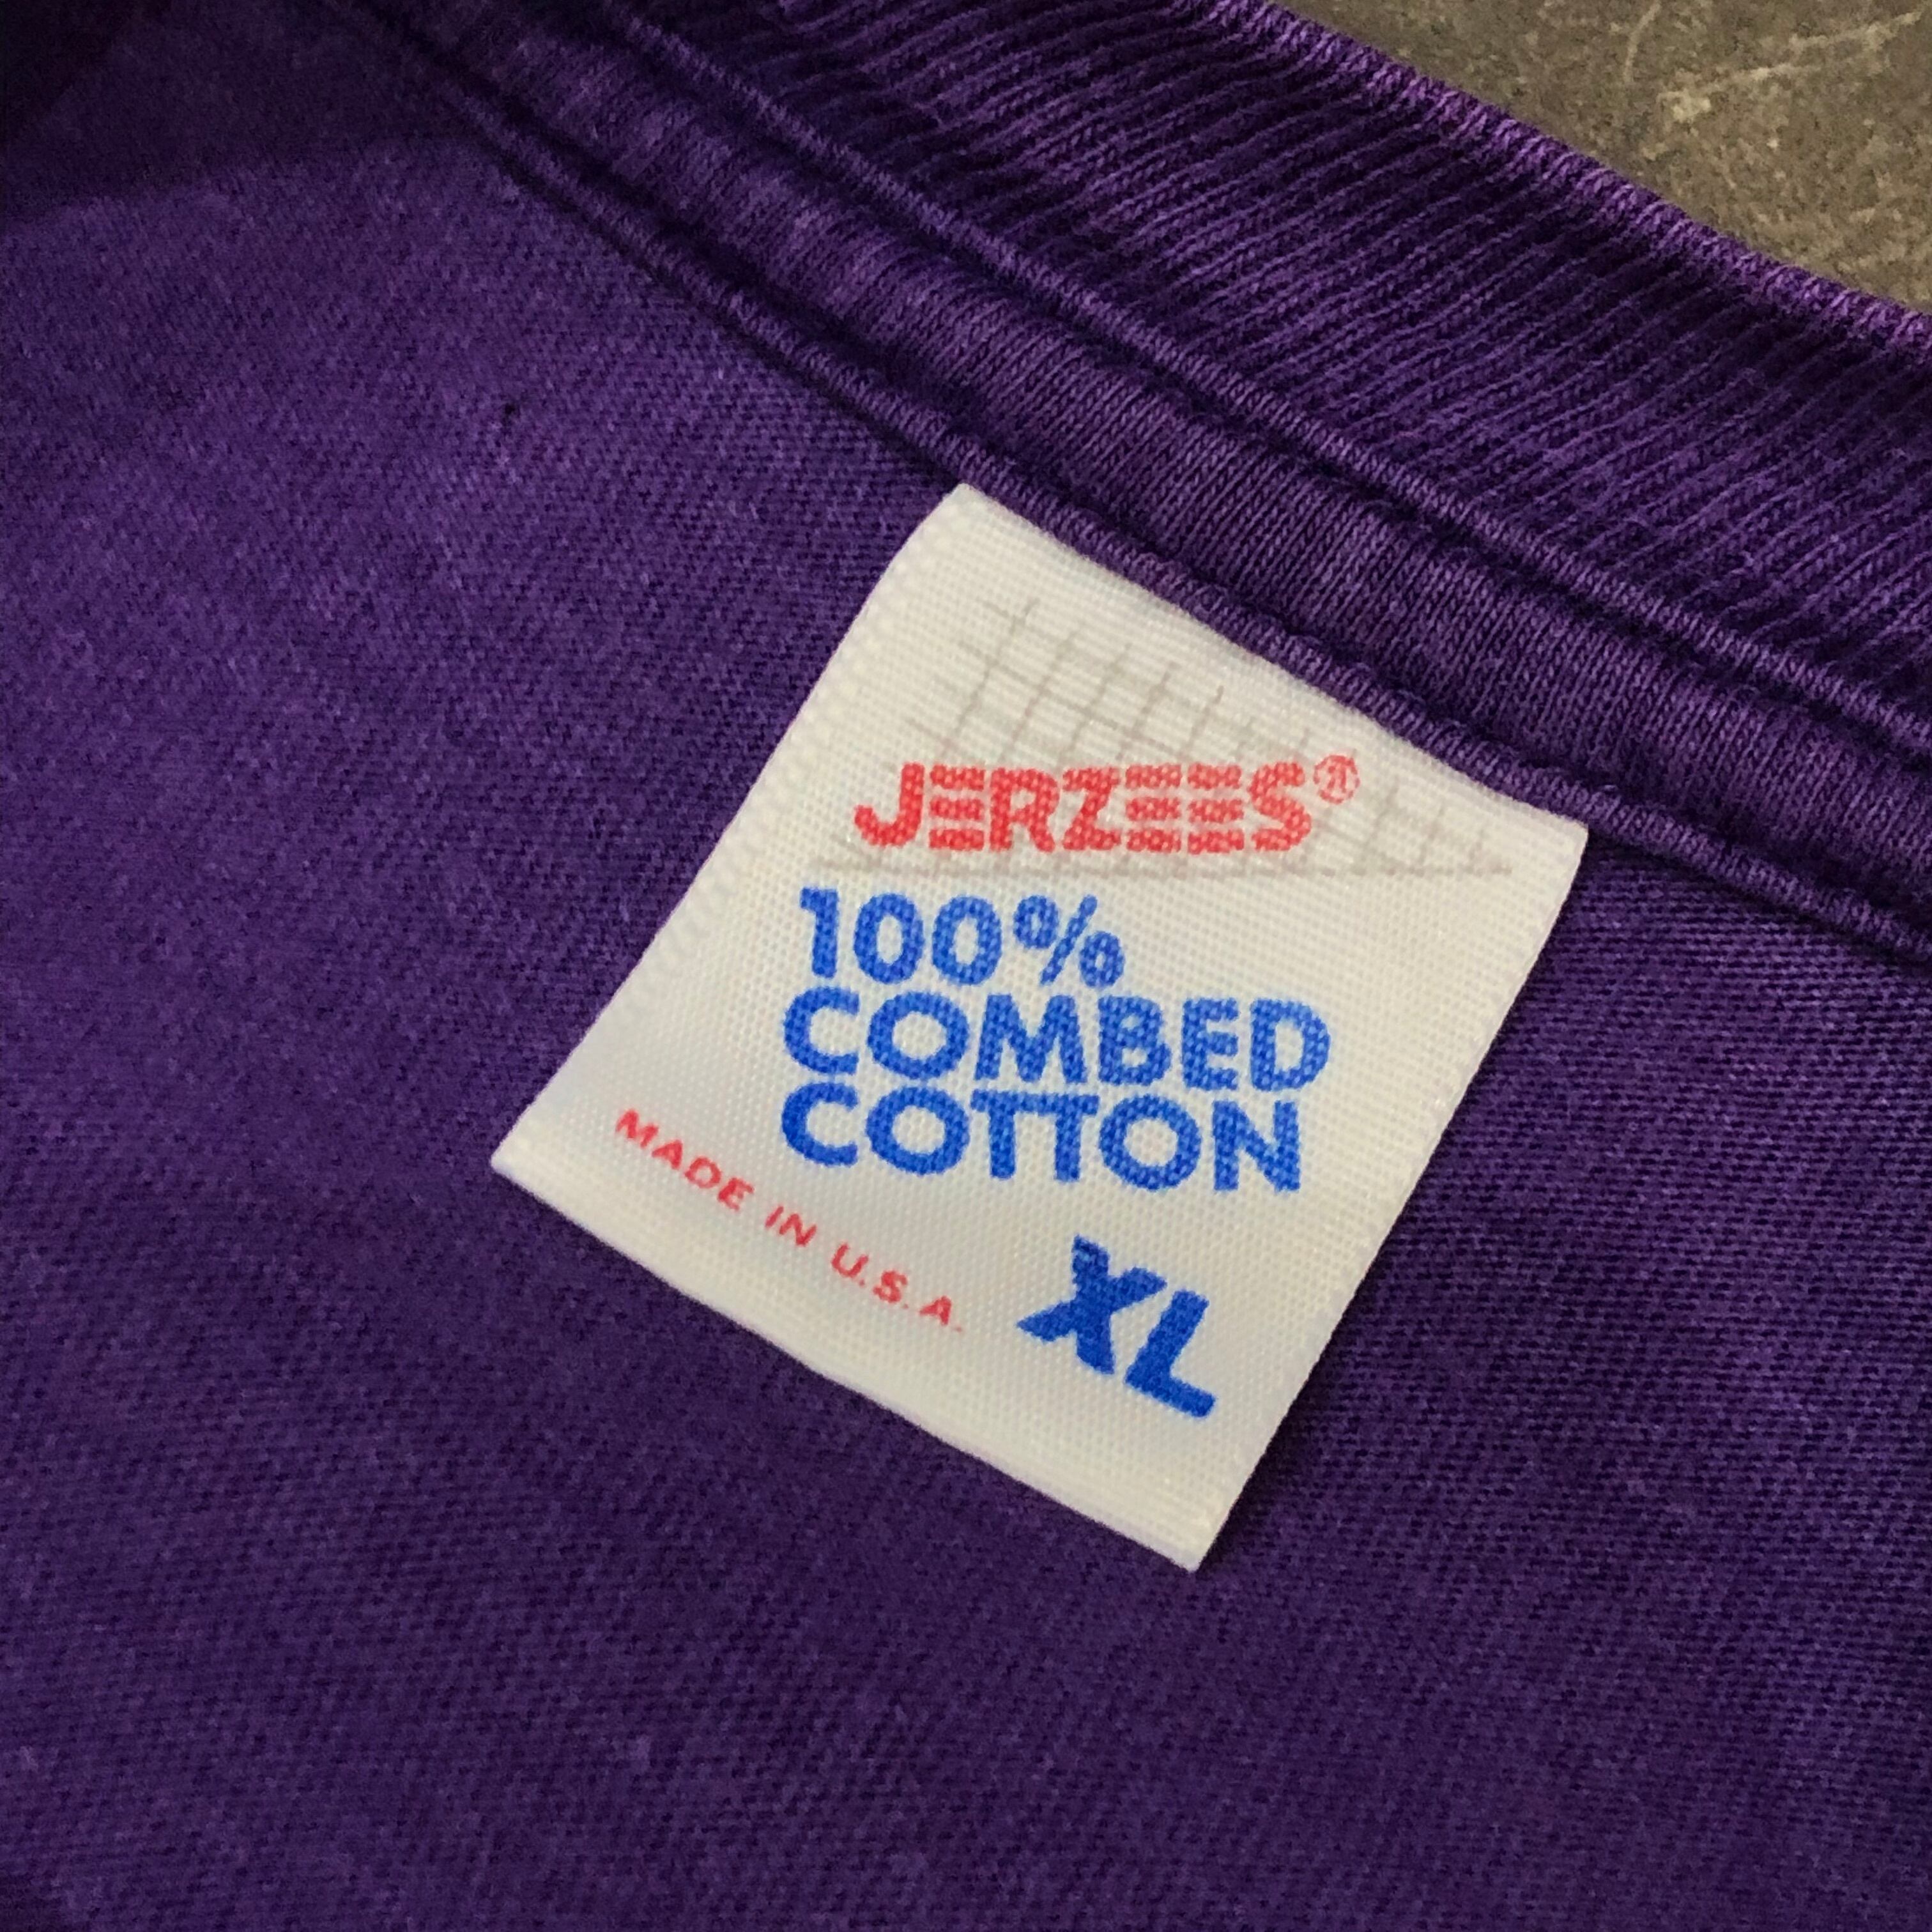 JERZEES®
100%
COMBED
COTTON
MADE IN U.S.A.
XL